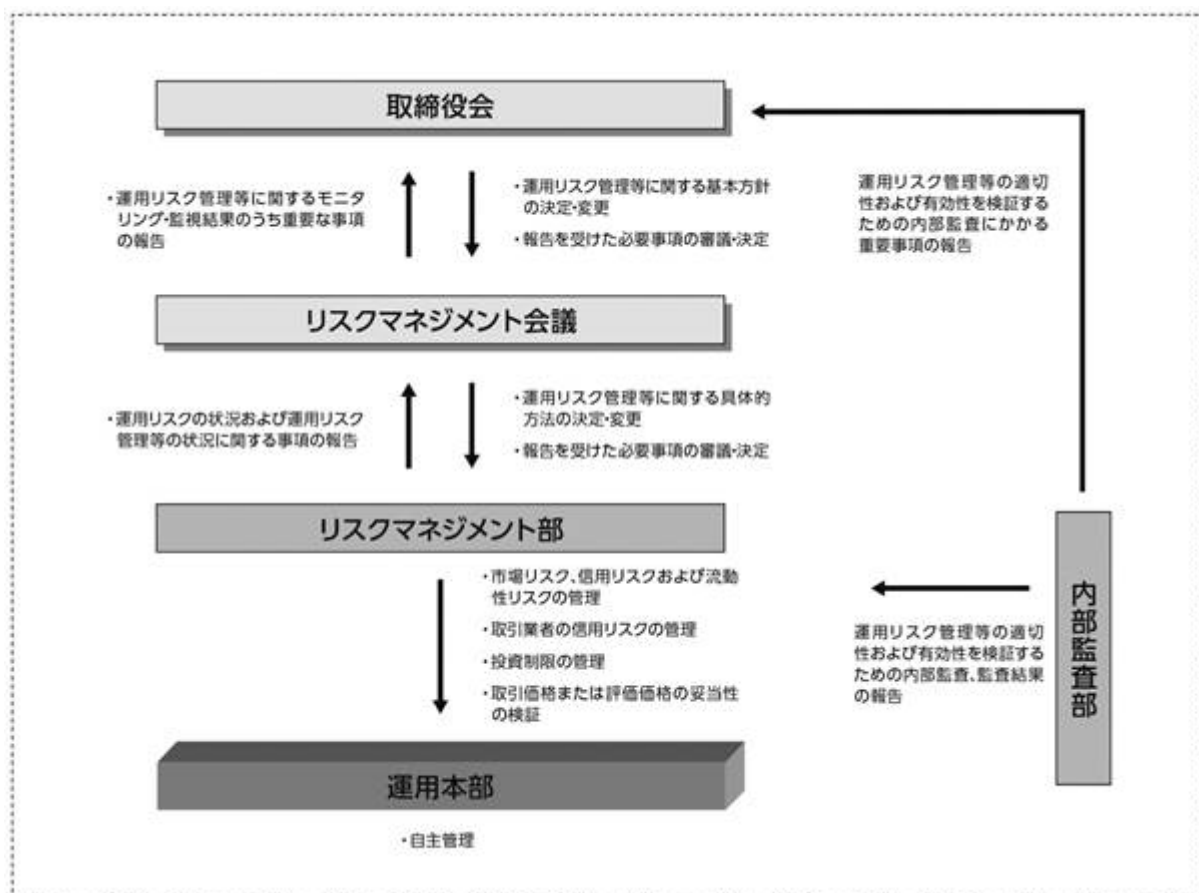 取締役会
・運用リスク管理等に関するモニタ
リング・監視結果のうち重要な事項
の報告
・運用リスク管理等に関する基本方針
の決定・変更
・報告を受けた必要事項の審議・決定
運用リスク管理等の適切
性および有効性を検証する
ための内部監査にかかる
重要事項の報告
リスクマネジメント会議
・運用リスクの状況および運用リスク
管理等の状況に関する事項の報告
・運用リスク管理等に関する具体的
方法の決定・変更
・報告を受けた必要事項の審議・決定
リスクマネジメント部
・市場リスク、信用リスクおよび流動
性リスクの管理
・取引業者の信用リスクの管理
・投資制限の管理
・取引価格または評価価格の妥当性
の検証
運用リスク管理等の適切
性および有効性を検証する
ための内部監査、監査結果
の報告
内部監査部
運用本部
・自主管理